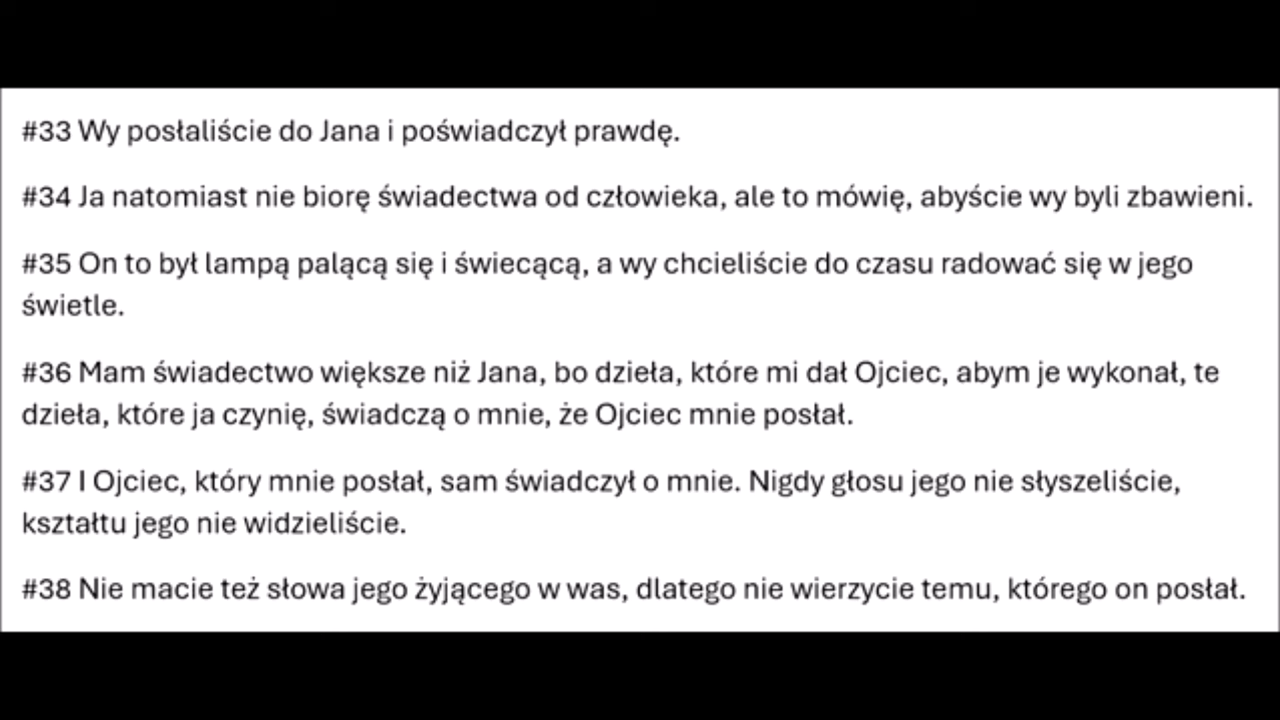 #33 Wy posłaliście do Jana i poświadczył prawdę.
#34 Ja natomiast nie biorę świadectwa od człowieka, ale to mówię, abyście wy byli zbawieni.
#35 On to był lampą palącą się i świecącą, a wy chcieliście do czasu radować się w jego
świetle.
#36 Mam świadectwo większe niż Jana, bo dzieła, które mi dał Ojciec, abym je wykonał, te
dzieła, które ja czynię, świadczą o mnie, że Ojciec mnie posłał.
#37 I Ojciec, który mnie posłał, sam świadczył o mnie. Nigdy głosu jego nie słyszeliście,
kształtu jego nie widzieliście.
#38 Nie macie też słowa jego żyjącego w was, dlatego nie wierzycie temu, którego on posłał.